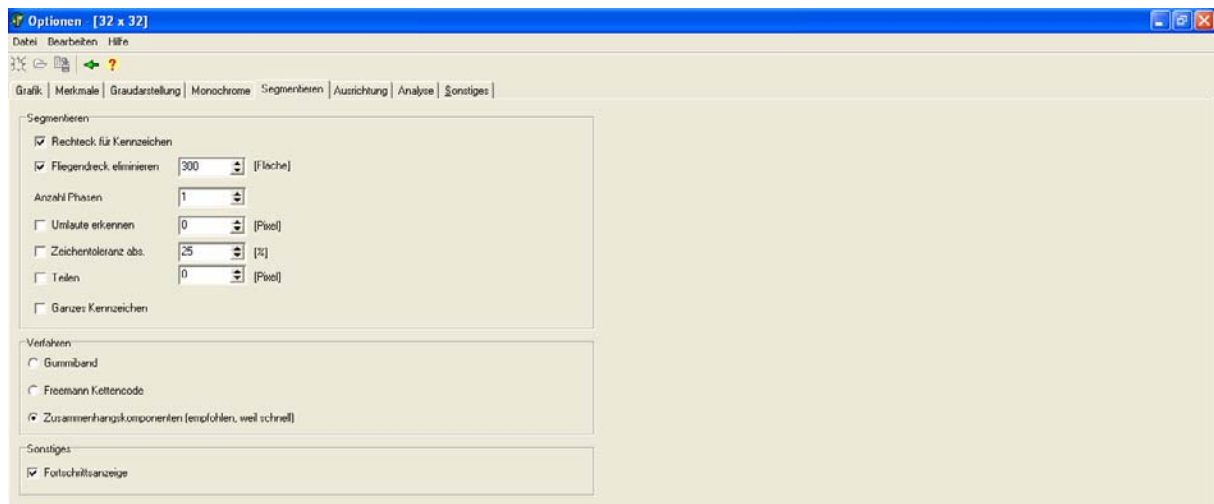 Optionen - [32 x 32]
Datei Bearbeiten Hilfe
?
Grafik Merkmale Graudarstellung Monochrome Segmentieren Ausrichtung Analyse Sonstiges
Segmentieren
Rechteck für Kennzeichen
Fliegendreck eliminieren 300 [Fläche]
Anzahl Phasen 1
Umlaute erkennen 0 [Pixel]
Zeichentoleranz abs. 25 [%]
Teilen 0 [Pixel]
Ganzes Kennzeichen
Verfahren
Gummiband
Freemann Kettencode
Zusammenhangskomponenten (empfohlen, weil schnell)
Sonstiges
Fortschrittsanzeige